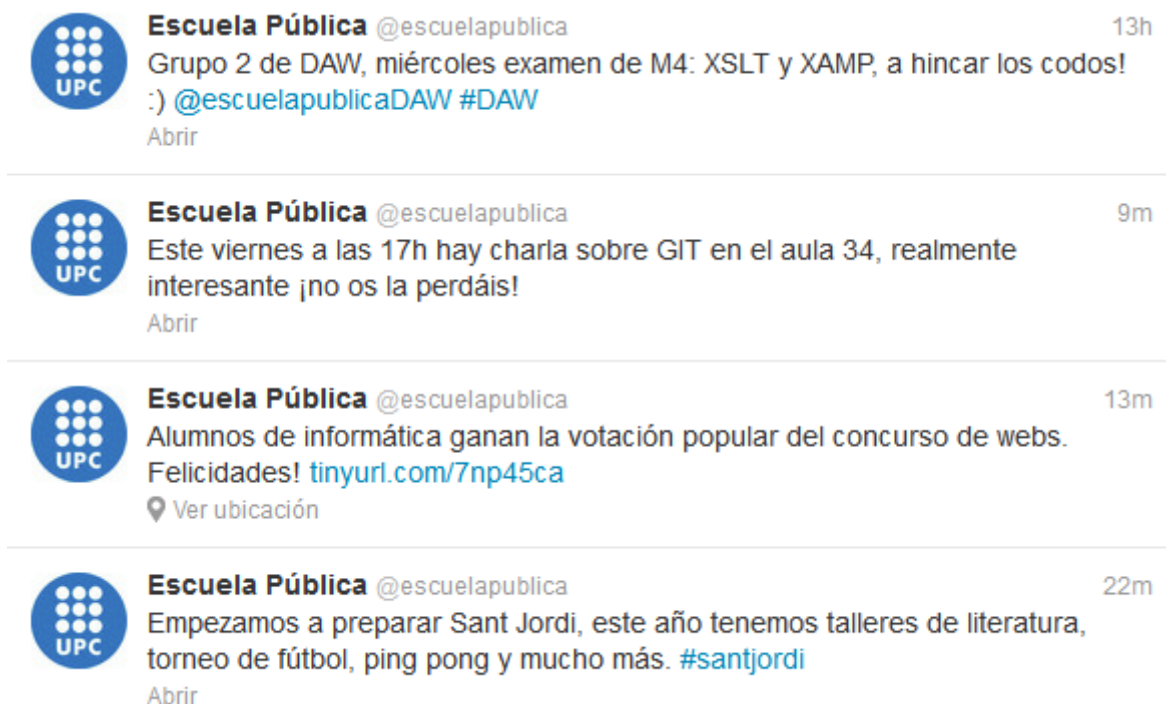 Escuela Pública @escuelapublica 13h
Grupo 2 de DAW, miércoles examen de M4: XSLT y XAMP, a hincar los codos!
:) @escuelapublicaDAW #DAW
Abrir
UPC
Escuela Pública @escuelapublica 9m
Este viernes a las 17h hay charla sobre GIT en el aula 34, realmente
interesante ¡no os la perdáis!
Abrir
UPC
Escuela Pública @escuelapublica 13m
Alumnos de informática ganan la votación popular del concurso de webs.
Felicidades! tinyurl.com/7np45ca
Ver ubicación
UPC
Escuela Pública @escuelapublica 22m
Empezamos a preparar Sant Jordi, este año tenemos talleres de literatura,
torneo de fútbol, ping pong y mucho más. #santjordi
Abrir
UPC